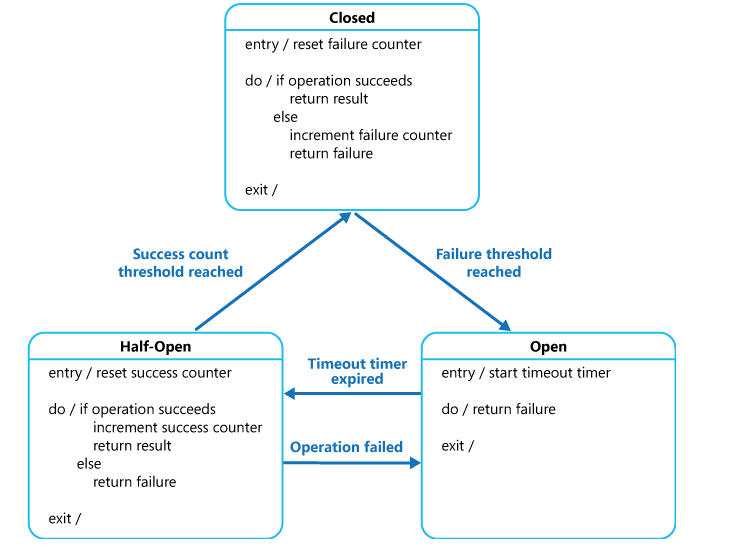 Closed
entry / reset failure counter
do / if operation succeeds
return result
else
increment failure counter
return failure
exit /
Success count
threshold reached
Failure threshold
reached
Half-Open
entry / reset success counter
do / if operation succeeds
increment success counter
return result
else
return failure
exit /
Timeout timer
expired
Operation failed
Open
entry / start timeout timer
do / return failure
exit /